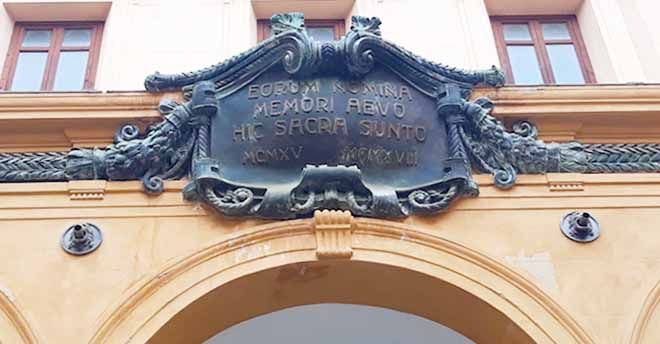 EORUM NOMINA
MEMORI AEVO
HIC SACRA SUNTO
MCMXV MCMXVIII